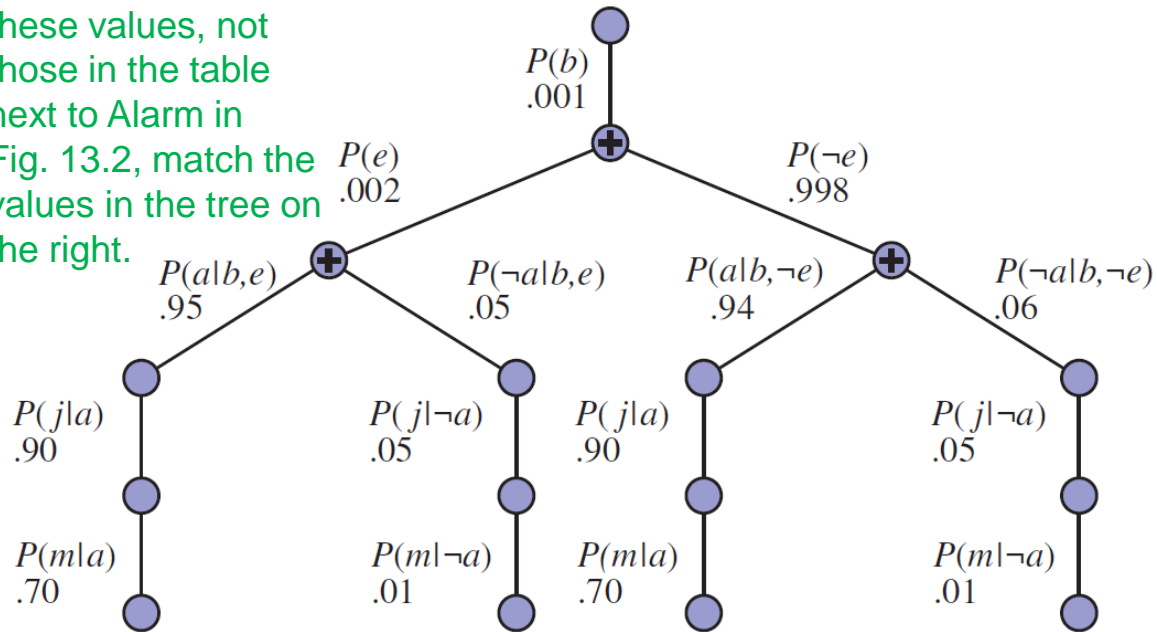 hese values, not
hose in the table
next to Alarm in
Fig. 13.2, match the
values in the tree on
he right.
P(b)
.001
P(e)
.002
P(¬e)
.998
P(a|b,e)
.95
P(¬a|b,e)
.05
P(a|b,¬e)
.94
P(¬a|b,¬e)
.06
P(j|a)
.90
P(j|¬a)
.05
P(j|a)
.90
P(j|¬a)
.05
P(m|a)
.70
P(m|¬a)
.01
P(m|a)
.70
P(m|¬a)
.01